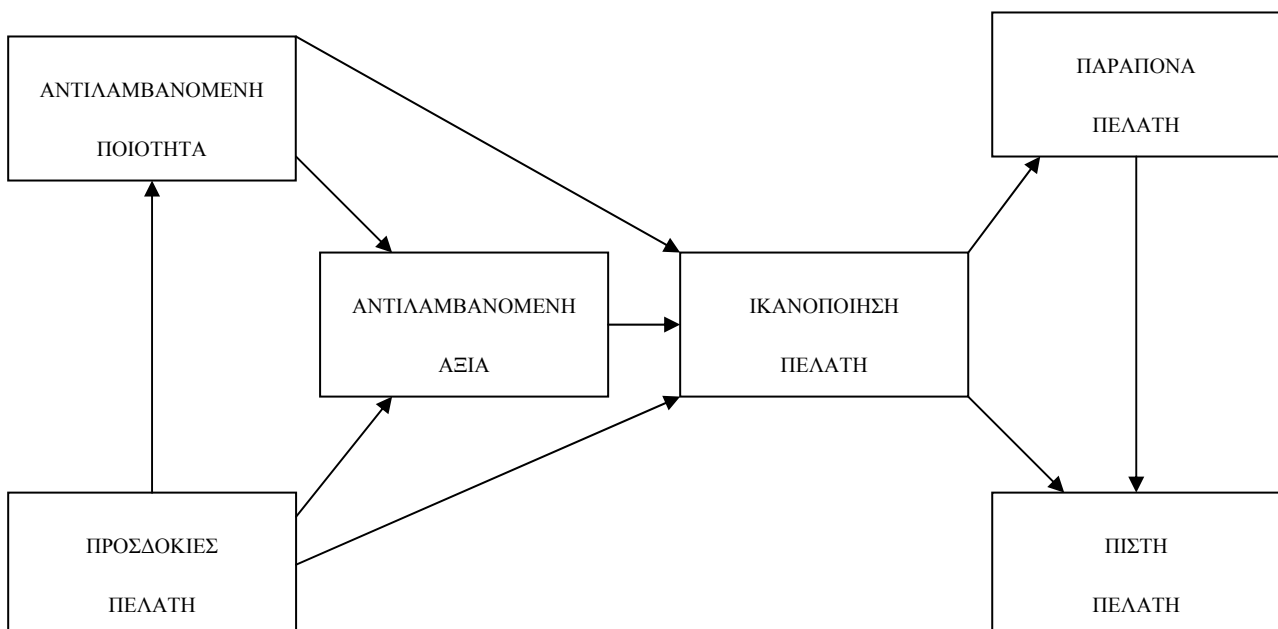 ΠΑΡΑΠΟΝΑ
ΠΕΛΑΤΗ
ΑΝΤΙΛΑΜΒΑΝΟΜΕΝΗ
ΠΟΙΟΤΗΤΑ
ΑΝΤΙΛΑΜΒΑΝΟΜΕΝΗ
ΑΞΙΑ
ΙΚΑΝΟΠΟΙΗΣΗ
ΠΕΛΑΤΗ
ΠΡΟΣΔΟΚΙΕΣ
ΠΕΛΑΤΗ
ΠΙΣΤΗ
ΠΕΛΑΤΗ